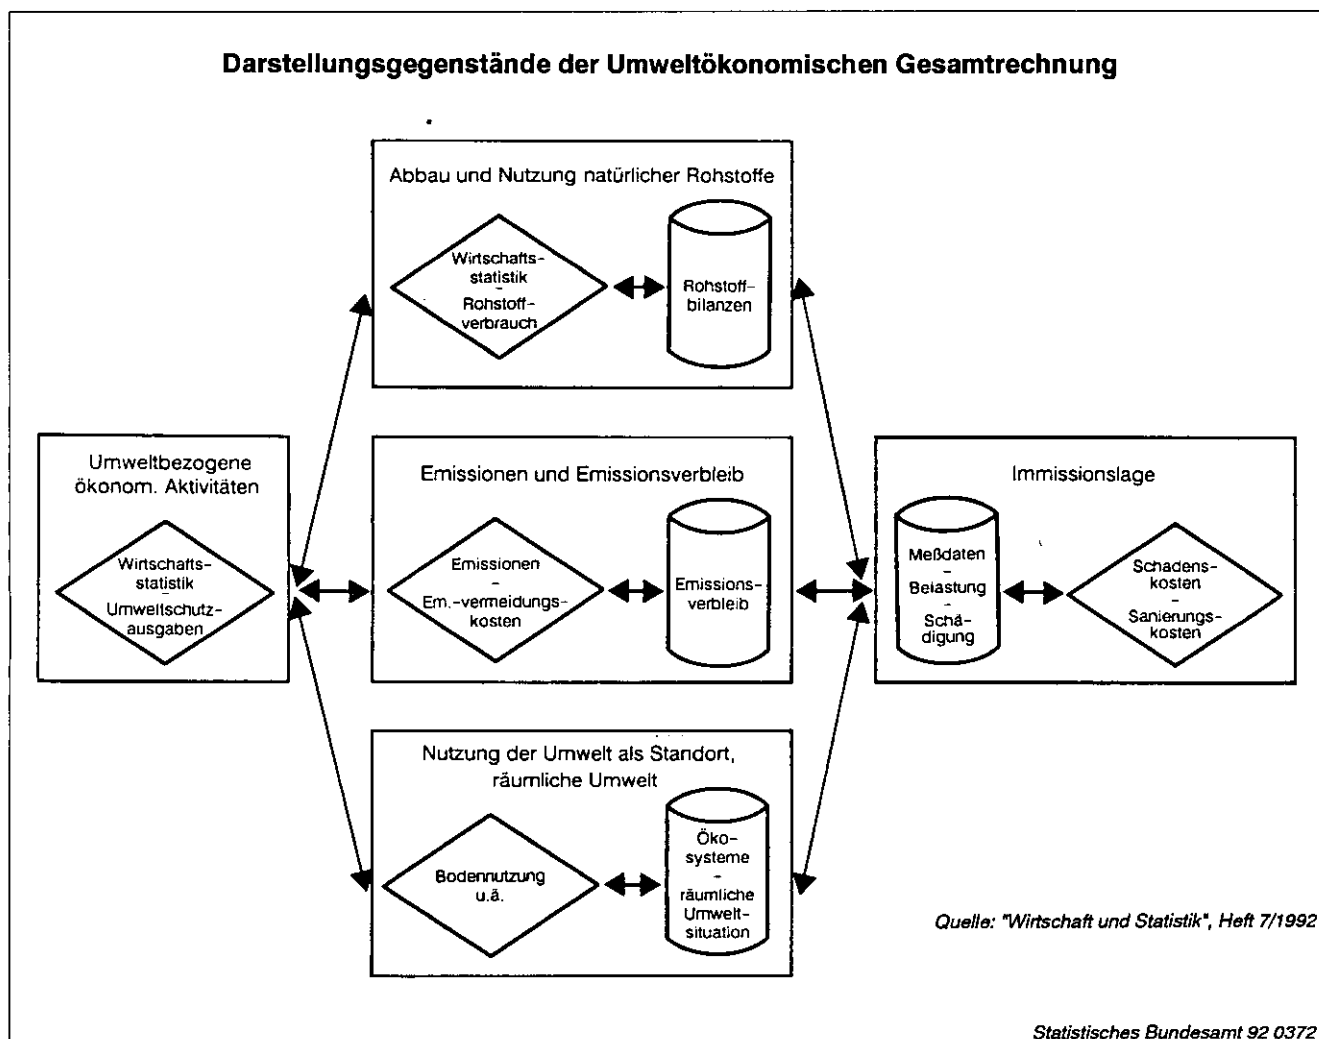 Darstellungsgegenstände der Umweltökonomischen Gesamtrechnung
Abbau und Nutzung natürlicher Rohstoffe
Wirtschafts-
statistik
-
Rohstoff-
verbrauch
Rohstoff-
bilanzen
Umweltbezogene
ökonom. Aktivitäten
Wirtschafts-
statistik
-
Umweltschutz-
ausgaben
Emissionen und Emissionsverbleib
Emissionen
-
Em.-vermeidungs-
kosten
Emissions-
verbleib
Immissionslage
Meßdaten
-
Belastung
-
Schä-
digung
Schadens-
kosten
-
Sanierungs-
kosten
Nutzung der Umwelt als Standort,
räumliche Umwelt
Bodennutzung
u.ä.
Öko-
systeme
-
räumliche
Umwelt-
situation
Quelle: "Wirtschaft und Statistik", Heft 7/1992
Statistisches Bundesamt 92 0372